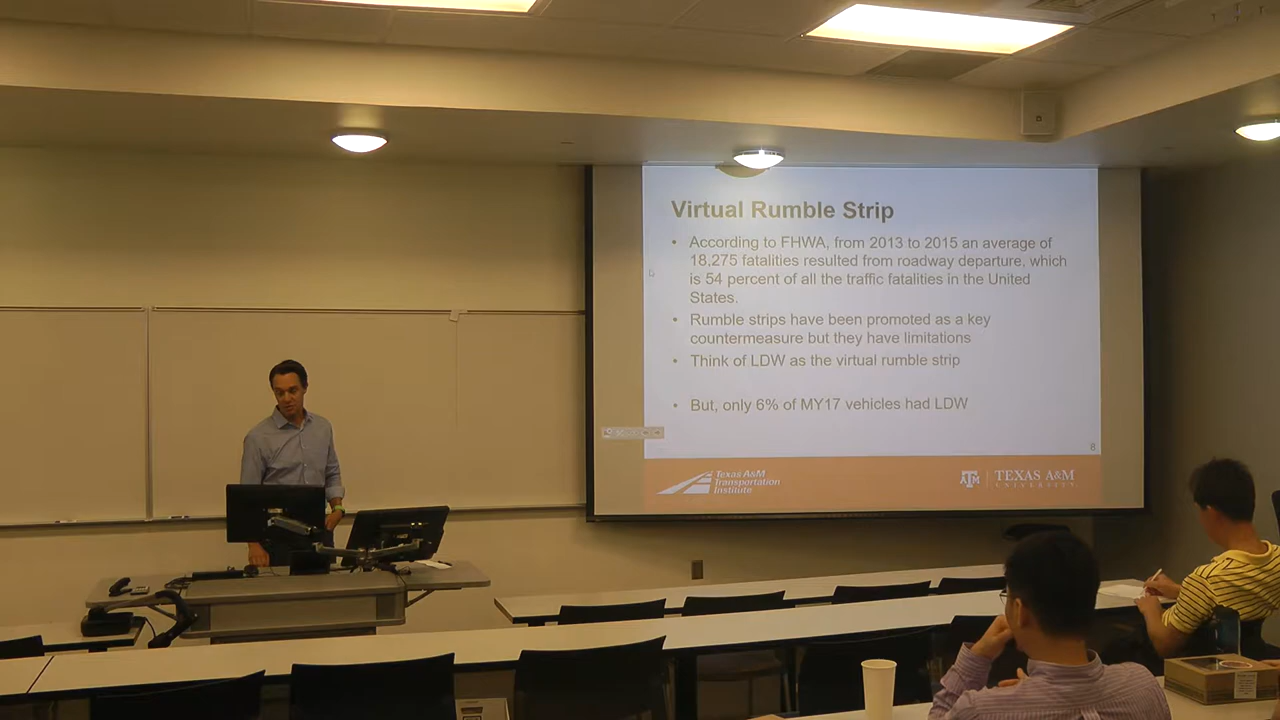 Virtual Rumble Strip
• According to FHWA, from 2013 to 2015 an average of
18,275 fatalities resulted from roadway departure, which
is 54 percent of all the traffic fatalities in the United
States.
• Rumble strips have been promoted as a key
countermeasure but they have limitations
• Think of LDW as the virtual rumble strip
• But, only 6% of MY17 vehicles had LDW
8
Texas A&M
Transportation
Institute
ATM
TEXAS A&M
UNIVERSITY